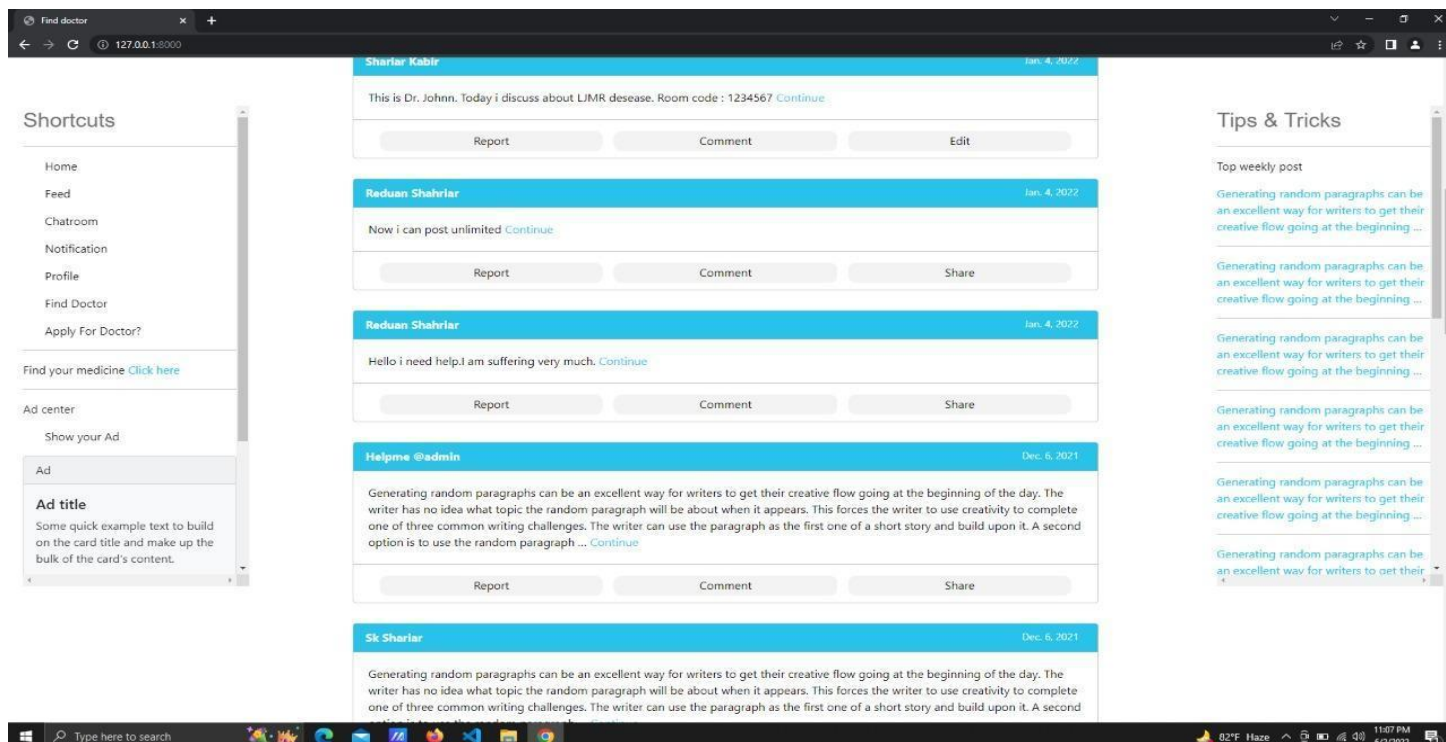 Find doctor
127.0.0.1:8000
Shortcuts
Home
Feed
Chatroom
Notification
Profile
Find Doctor
Apply For Doctor?
Find your medicine Click here
Ad center
Show your Ad
Ad
Ad title
Some quick example text to build
on the card title and make up the
bulk of the card's content.
Shariar Kabir Jan. 4, 2022
This is Dr. Johnn. Today i discuss about LJMR desease. Room code : 1234567 Continue
Report Comment Edit
Reduan Shahriar Jan. 4, 2022
Now i can post unlimited Continue
Report Comment Share
Reduan Shahriar Jan. 4, 2022
Hello i need help.I am suffering very much. Continue
Report Comment Share
Helpme @admin Dec. 6, 2021
Generating random paragraphs can be an excellent way for writers to get their creative flow going at the beginning of the day. The
writer has no idea what topic the random paragraph will be about when it appears. This forces the writer to use creativity to complete
one of three common writing challenges. The writer can use the paragraph as the first one of a short story and build upon it. A second
option is to use the random paragraph ... Continue
Report Comment Share
Sk Shariar Dec. 6, 2021
Generating random paragraphs can be an excellent way for writers to get their creative flow going at the beginning of the day. The
writer has no idea what topic the random paragraph will be about when it appears. This forces the writer to use creativity to complete
one of three common writing challenges. The writer can use the paragraph as the first one of a short story and build upon it. A second
Tips & Tricks
Top weekly post
Generating random paragraphs can be
an excellent way for writers to get their
creative flow going at the beginning ...
Generating random paragraphs can be
an excellent way for writers to get their
creative flow going at the beginning ...
Generating random paragraphs can be
an excellent way for writers to get their
creative flow going at the beginning ...
Generating random paragraphs can be
an excellent way for writers to get their
creative flow going at the beginning ...
Generating random paragraphs can be
an excellent way for writers to get their
creative flow going at the beginning ...
Generating random paragraphs can be
an excellent way for writers to get their
Type here to search
82°F Haze
11:07 PM